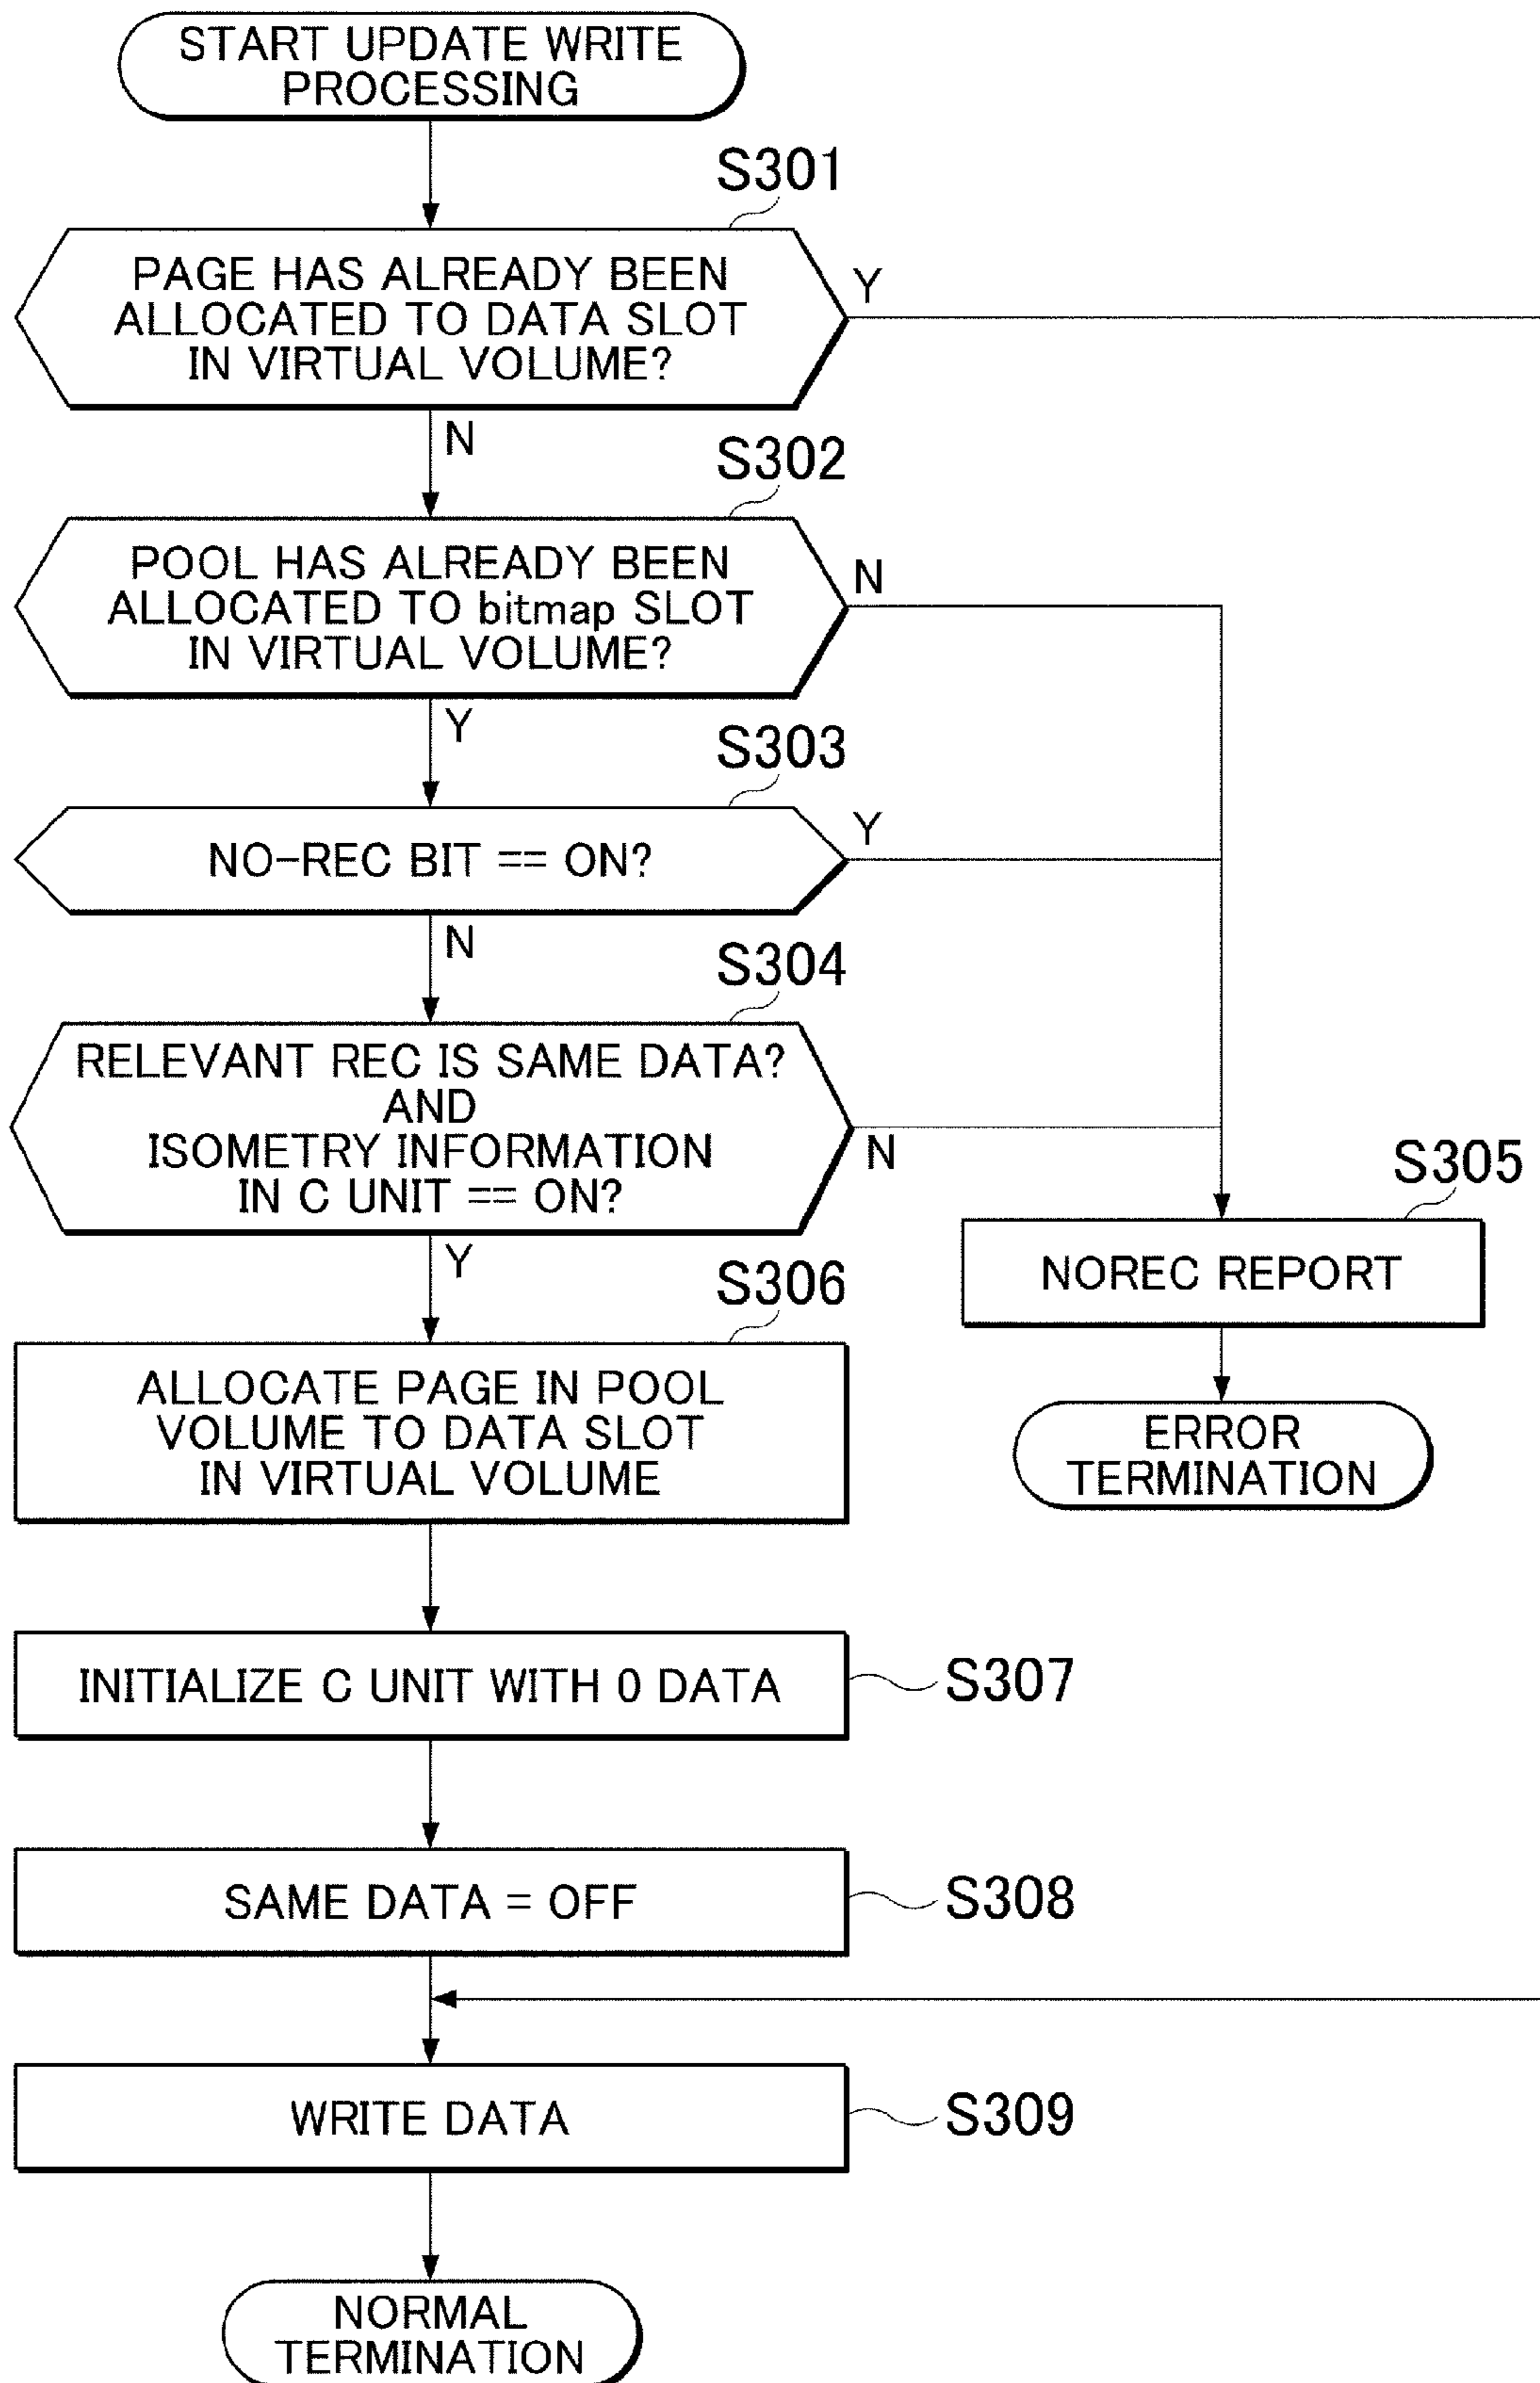 START UPDATE WRITE
PROCESSING
S301
PAGE HAS ALREADY BEEN
ALLOCATED TO DATA SLOT
IN VIRTUAL VOLUME?
Y
N
S302
POOL HAS ALREADY BEEN
ALLOCATED TO bitmap SLOT
IN VIRTUAL VOLUME?
N
Y
S303
NO-REC BIT == ON?
Y
N
S304
RELEVANT REC IS SAME DATA?
AND
ISOMETRY INFORMATION
IN C UNIT == ON?
N
Y
S305
NOREC REPORT
ERROR
TERMINATION
S306
ALLOCATE PAGE IN POOL
VOLUME TO DATA SLOT
IN VIRTUAL VOLUME
INITIALIZE C UNIT WITH 0 DATA
S307
SAME DATA = OFF
S308
WRITE DATA
S309
NORMAL
TERMINATION